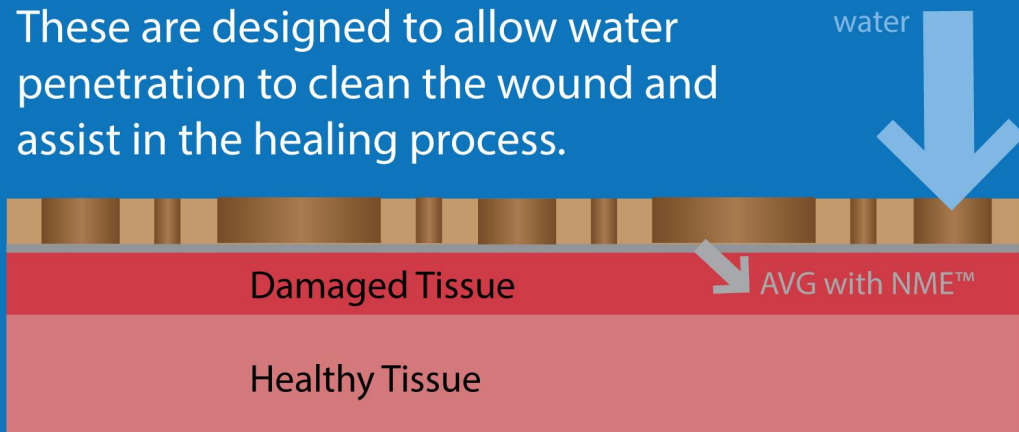 These are designed to allow water
penetration to clean the wound and
assist in the healing process.
water
Damaged Tissue
AVG with NME™
Healthy Tissue